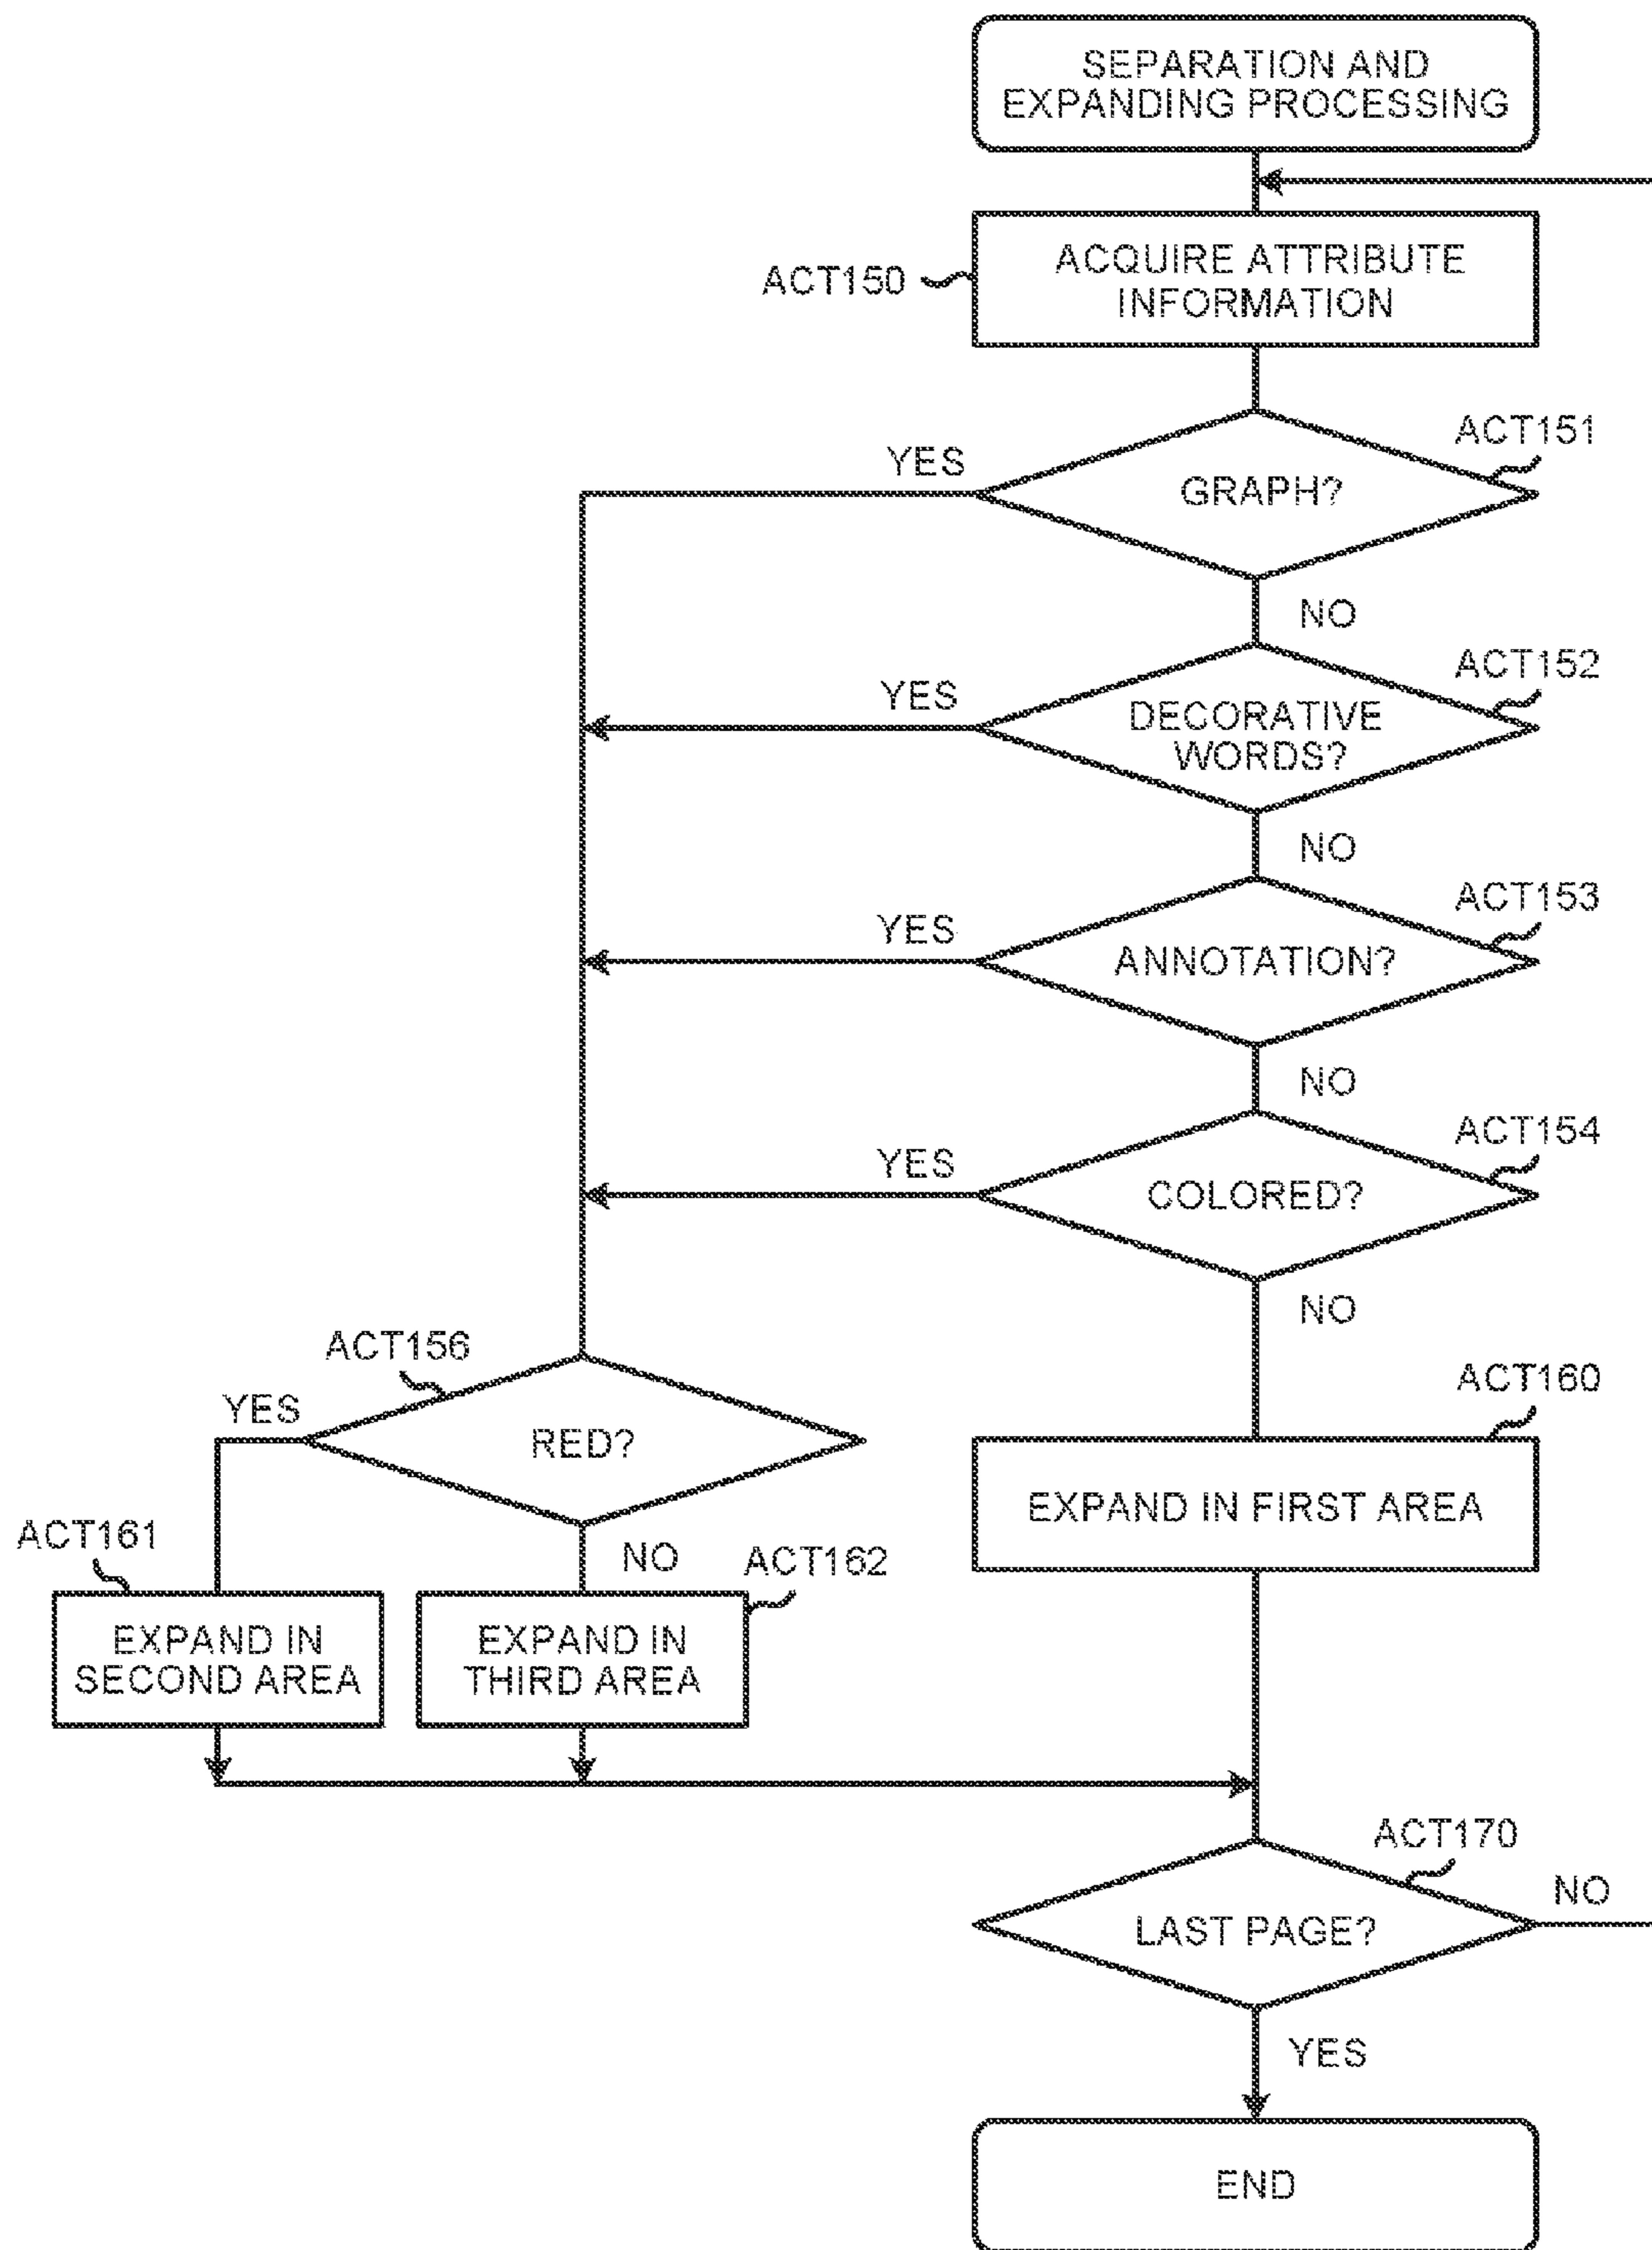 SEPARATION AND
EXPANDING PROCESSING
ACT150
ACQUIRE ATTRIBUTE
INFORMATION
ACT151
YES
GRAPH?
NO
ACT152
YES
DECORATIVE
WORDS?
NO
ACT153
YES
ANNOTATION?
NO
ACT154
YES
COLORED?
NO
ACT156
YES
RED?
ACT160
EXPAND IN FIRST AREA
ACT161
NO
ACT162
EXPAND IN
SECOND AREA
EXPAND IN
THIRD AREA
ACT170
NO
LAST PAGE?
YES
END